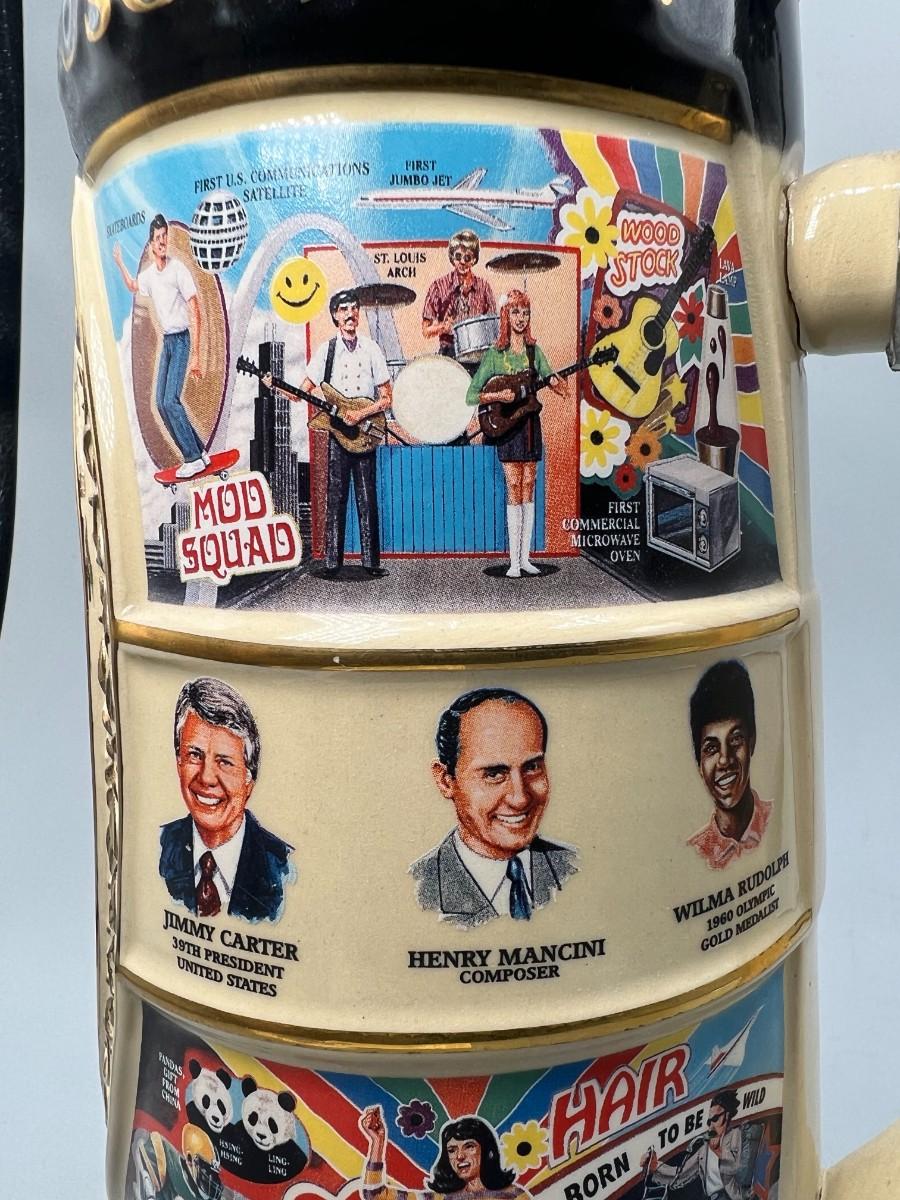 FIRST U.S. COMMUNICATIONS
SATELLITE
FIRST
JUMBO JET
SKATEBOARDS
WOOD
STOCK
ST. LOUIS
ARCH
LAVA
LAMP
MOD
SQUAD
FIRST
COMMERCIAL
MICROWAVE
OVEN
JIMMY CARTER
39TH PRESIDENT
UNITED STATES
HENRY MANCINI
COMPOSER
WILMA RUDOLPH
1960 OLYMPIC
GOLD MEDALIST
PANDAS,
GIFT
FROM
CHINA
HSING-
HSING
LING-
LING
HAIR
BORN TO BE WILD